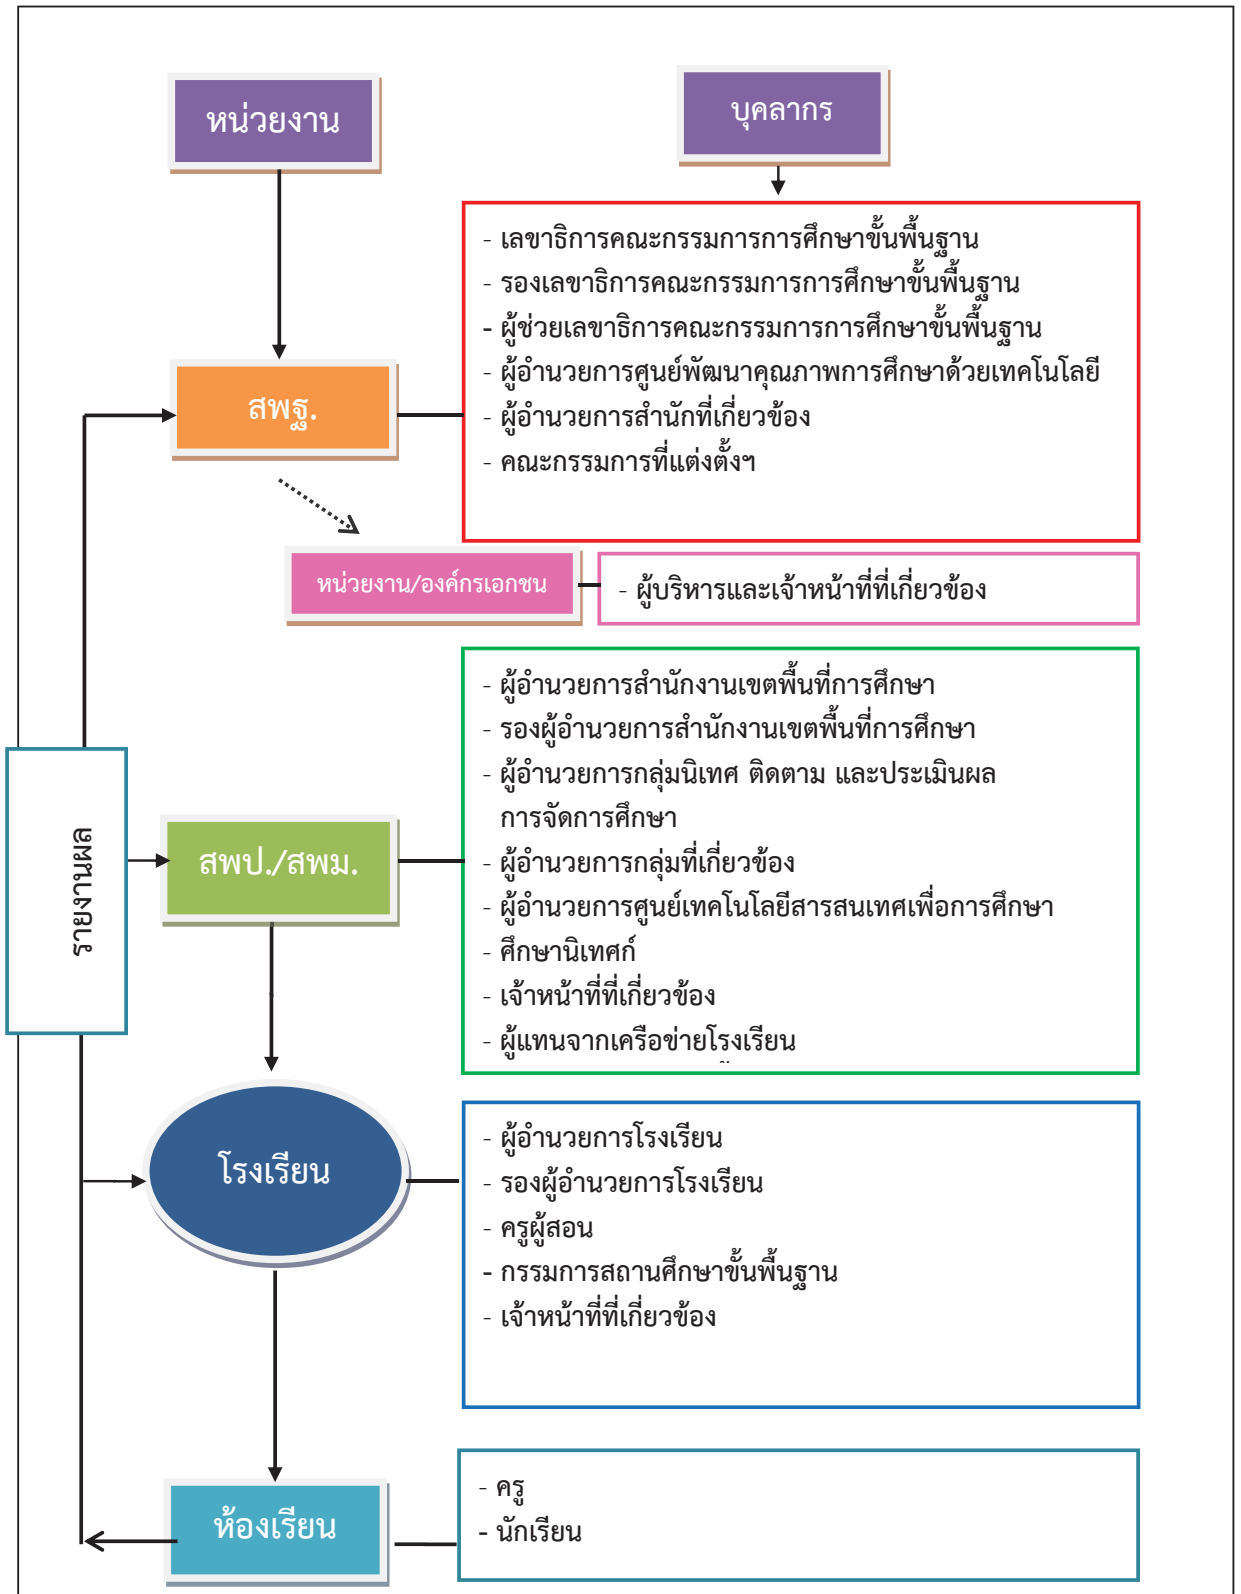 หน่วยงาน
บุคลากร
- เลขาธิการคณะกรรมการการศึกษาขั้นพื้นฐาน
- รองเลขาธิการคณะกรรมการการศึกษาขั้นพื้นฐาน
- ผู้ช่วยเลขาธิการคณะกรรมการการศึกษาขั้นพื้นฐาน
- ผู้อำนวยการศูนย์พัฒนาคุณภาพการศึกษาด้วยเทคโนโลยี
- ผู้อำนวยการสำนักที่เกี่ยวข้อง
- คณะกรรมการที่แต่งตั้งฯ
สพฐ.
หน่วยงาน/องค์กรเอกชน
- ผู้บริหารและเจ้าหน้าที่ที่เกี่ยวข้อง
- ผู้อำนวยการสำนักงานเขตพื้นที่การศึกษา
- รองผู้อำนวยการสำนักงานเขตพื้นที่การศึกษา
- ผู้อำนวยการกลุ่มนิเทศ ติดตาม และประเมินผล
การจัดการศึกษา
- ผู้อำนวยการกลุ่มที่เกี่ยวข้อง
- ผู้อำนวยการศูนย์เทคโนโลยีสารสนเทศเพื่อการศึกษา
- ศึกษานิเทศก์
- เจ้าหน้าที่ที่เกี่ยวข้อง
- ผู้แทนจากเครือข่ายโรงเรียน
รายงานผล
สพป./สพม.
โรงเรียน
- ผู้อำนวยการโรงเรียน
- รองผู้อำนวยการโรงเรียน
- ครูผู้สอน
- กรรมการสถานศึกษาขั้นพื้นฐาน
- เจ้าหน้าที่ที่เกี่ยวข้อง
ห้องเรียน
- ครู
- นักเรียน